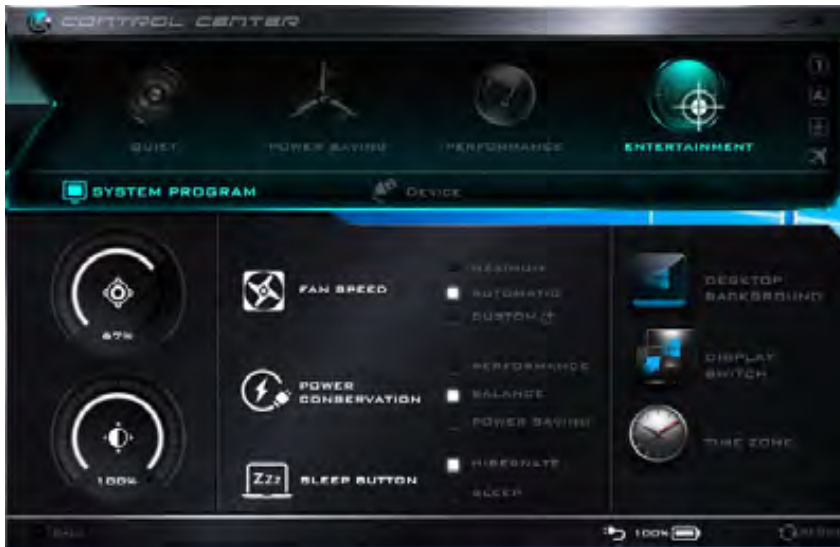 CONTROL CENTER
QUIET
POWER SAVING
PERFORMANCE
ENTERTAINMENT
SYSTEM PROGRAM
DEVICE
67%
100%
FAN SPEED
MAXIMUM
AUTOMATIC
CUSTOM
POWER
CONSERVATION
PERFORMANCE
BALANCE
POWER SAVING
ZZZ
SLEEP BUTTON
HIBERNATE
SLEEP
DESKTOP
BACKGROUND
DISPLAY
SWITCH
TIME ZONE
100%